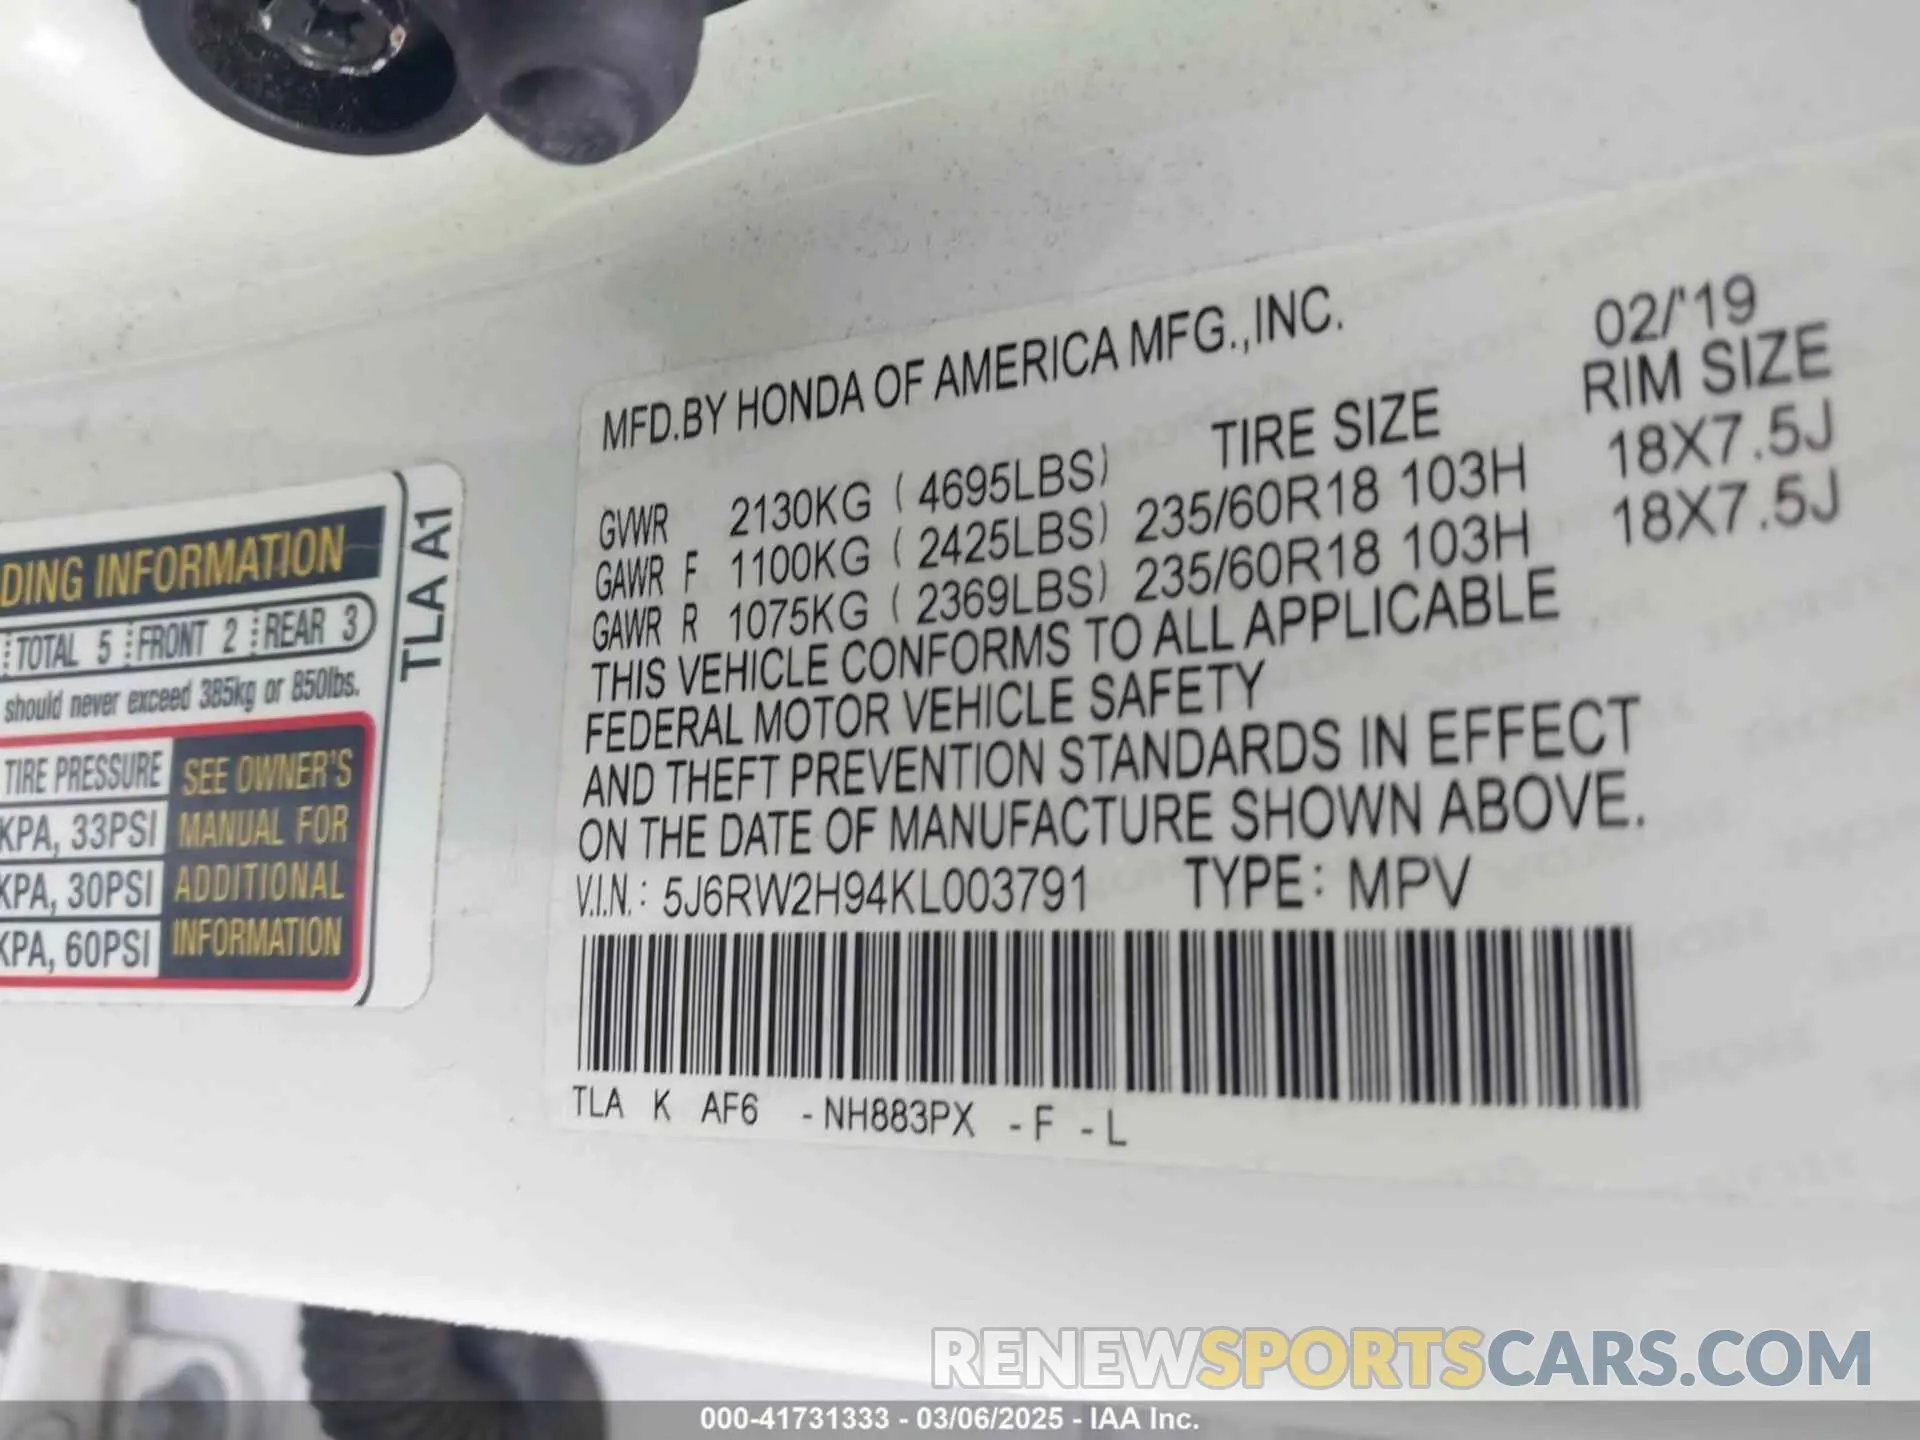 MFD.BY HONDA OF AMERICA MFG.,INC. 02/'19
TIRE SIZE RIM SIZE
GVWR 2130KG ( 4695LBS)
GAWR F 1100KG ( 2425LBS) 235/60R18 103H 18X7.5J
GAWR R 1075KG ( 2369LBS) 235/60R18 103H 18X7.5J
THIS VEHICLE CONFORMS TO ALL APPLICABLE
FEDERAL MOTOR VEHICLE SAFETY
AND THEFT PREVENTION STANDARDS IN EFFECT
ON THE DATE OF MANUFACTURE SHOWN ABOVE.
V.I.N.: 5J6RW2H94KL003791 TYPE: MPV
TLA K AF6 -NH883PX -F -L
DING INFORMATION
TOTAL 5 FRONT 2 REAR 3
should never exceed 385kg or 850lbs.
TIRE PRESSURE
KPA, 33PSI
KPA, 30PSI
KPA, 60PSI
SEE OWNER'S
MANUAL FOR
ADDITIONAL
INFORMATION
TLA A1
RENEWSPORTSCARS.COM
000-41731333 - 03/06/2025 - IAA Inc.